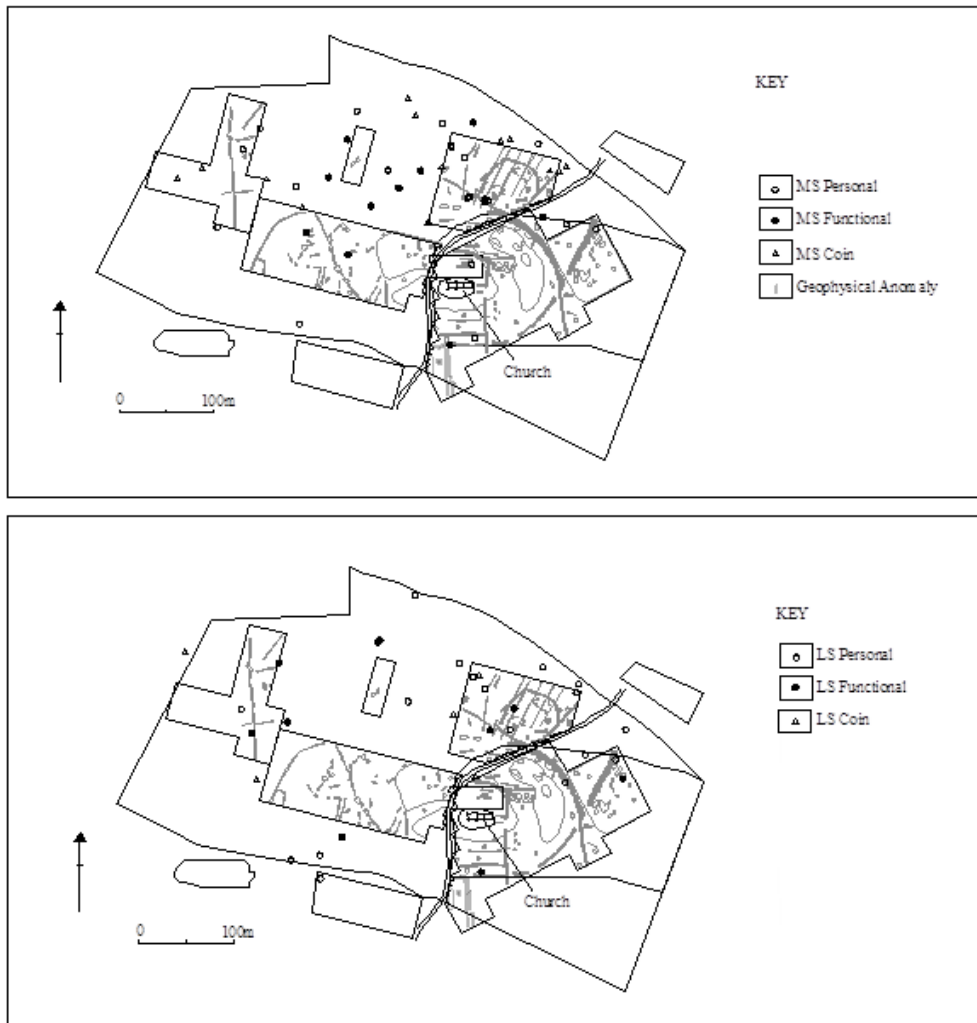 KEY
MS Personal
MS Functional
MS Coin
Geophysical Anomaly
Church
0 100m
KEY
LS Personal
LS Functional
LS Coin
Church
0 100m